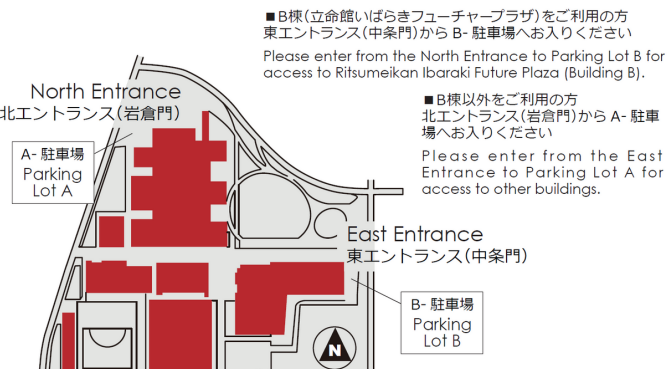 ■B棟(立命館いばらきフューチャープラザ)をご利用の方
東エントランス(中条門)から B- 駐車場へお入りください
Please enter from the North Entrance to Parking Lot B for
access to Ritsumeikan Ibaraki Future Plaza (Building B).
■B棟以外をご利用の方
北エントランス(岩倉門)から A- 駐車
場へお入りください
Please enter from the East
Entrance to Parking Lot A for
access to other buildings.
North Entrance
北エントランス(岩倉門)
A- 駐車場
Parking
Lot A
East Entrance
東エントランス(中条門)
B- 駐車場
Parking
Lot B
N